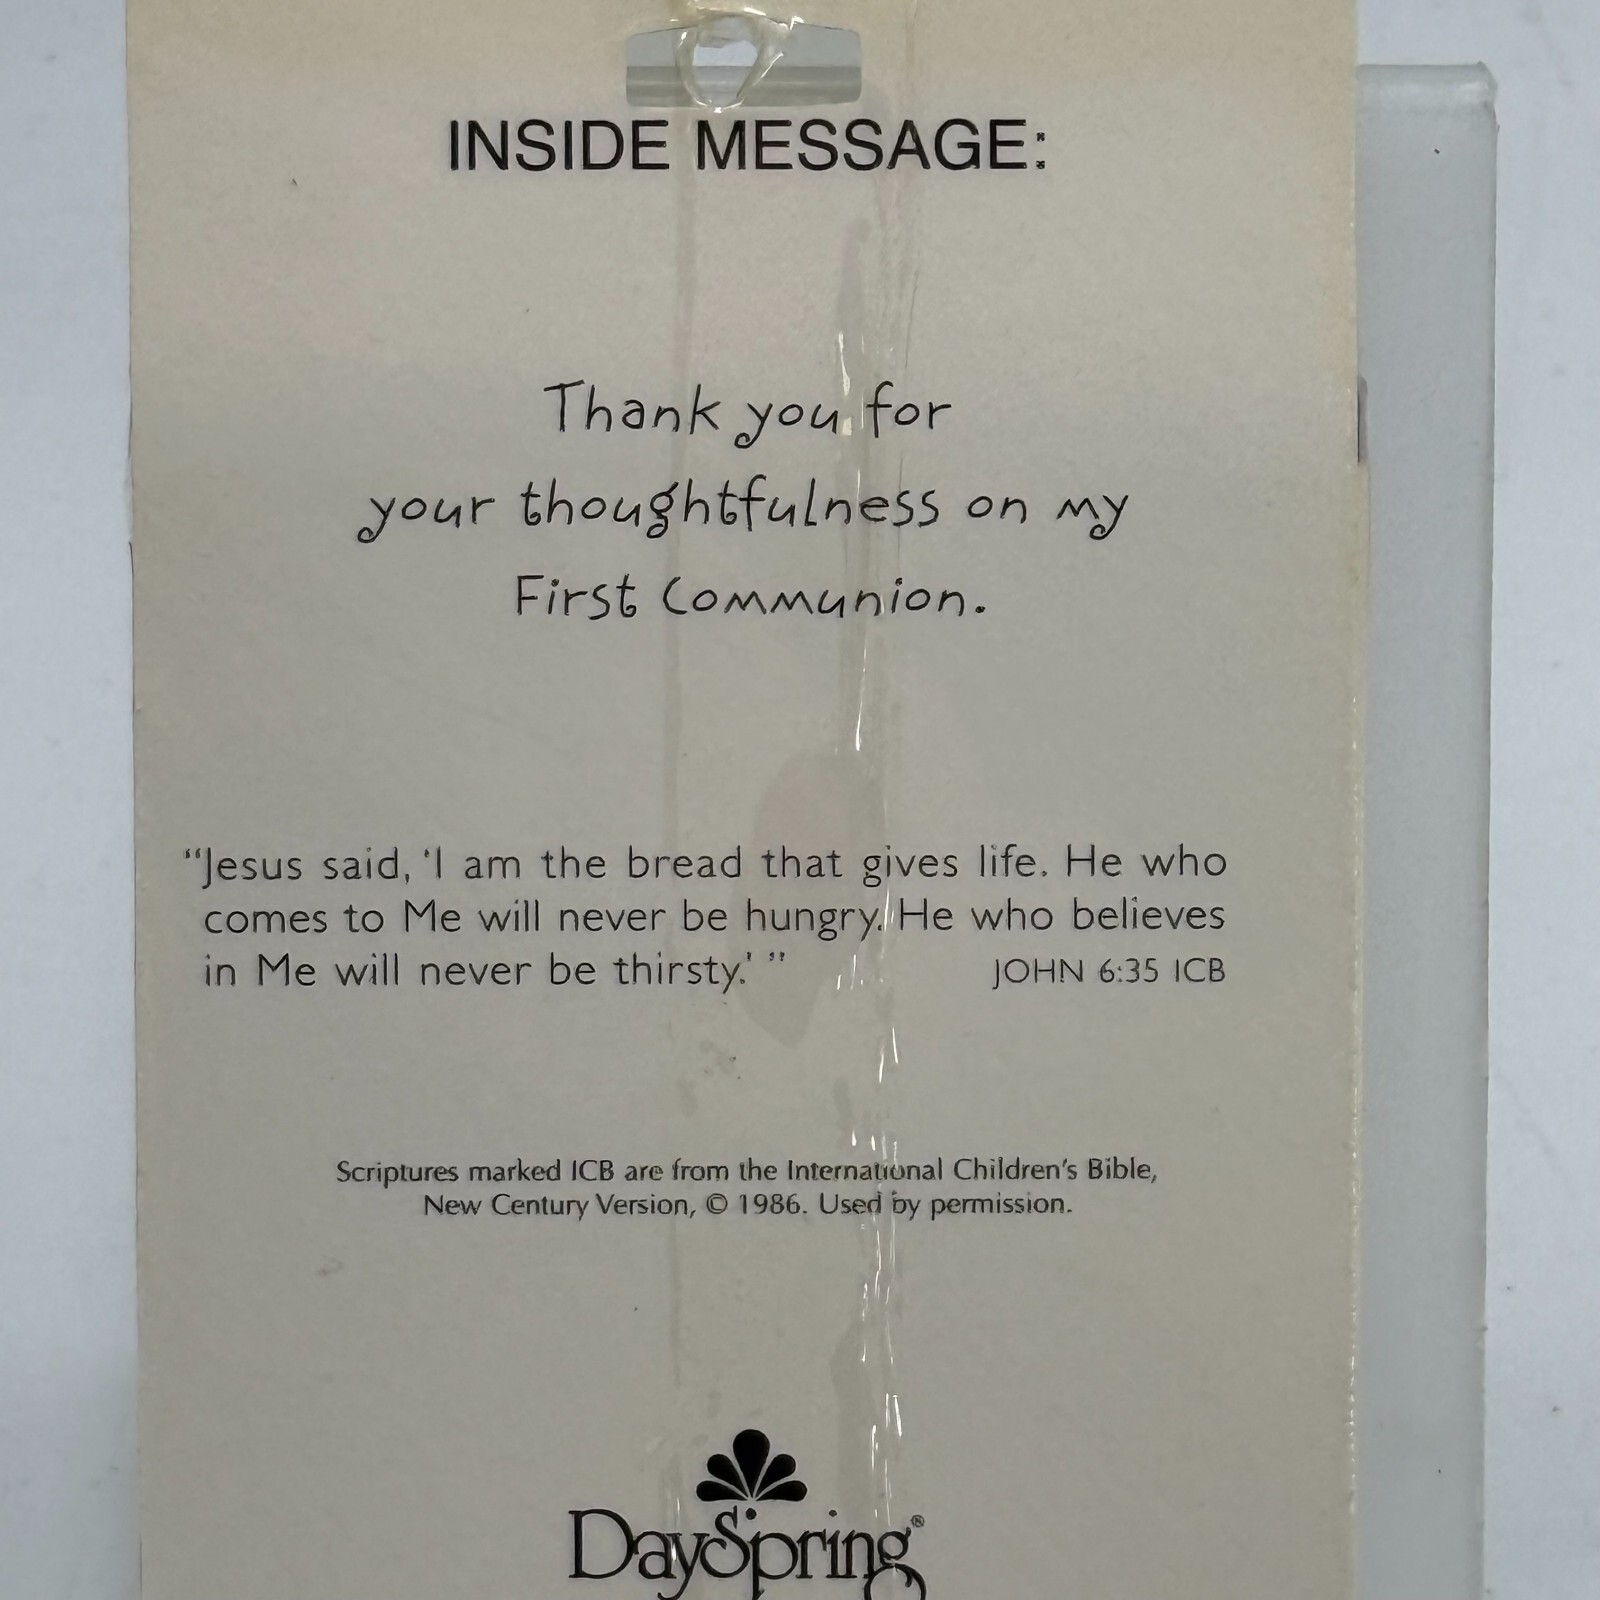 INSIDE MESSAGE:
Thank you for
your thoughtfulness on my
First Communion.
“Jesus said, ‘I am the bread that gives life. He who
comes to Me will never be hungry. He who believes
in Me will never be thirsty.’ ”
JOHN 6:35 ICB
Scriptures marked ICB are from the International Children's Bible,
New Century Version, © 1986. Used by permission.
DaySpring®